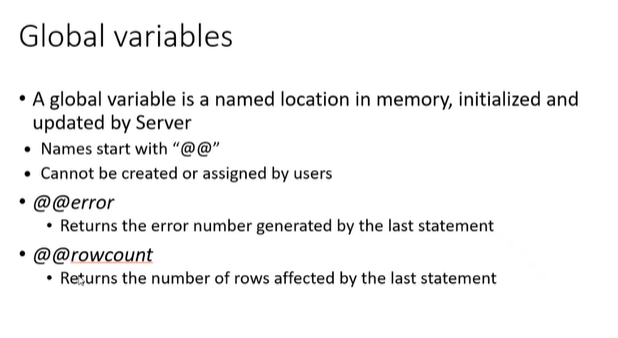 Global variables
• A global variable is a named location in memory, initialized and
updated by Server
• Names start with “@@”
• Cannot be created or assigned by users
• @@error
• Returns the error number generated by the last statement
• @@rowcount
• Returns the number of rows affected by the last statement